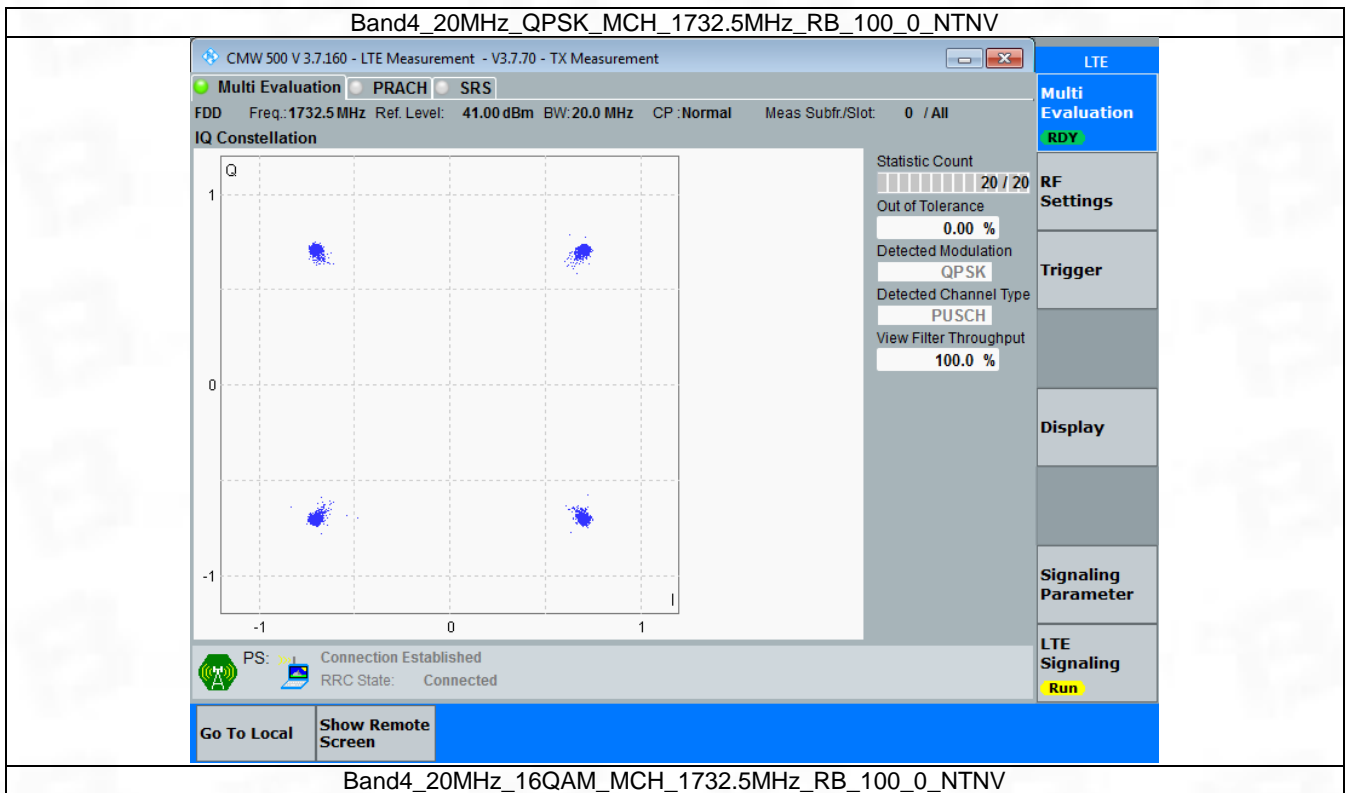 Band4_20MHz_QPSK_MCH_1732.5MHz_RB_100_0_NTNV
CMW 500 V 3.7.160 - LTE Measurement - V3.7.70 - TX Measurement
LTE
Multi Evaluation PRACH SRS
FDD Freq.: 1732.5 MHz Ref. Level: 41.00 dBm BW: 20.0 MHz CP : Normal Meas Subfr./Slot: 0 / All
IQ Constellation
Q
1
0
-1
-1 0 1
I
Statistic Count
20 / 20
Out of Tolerance
0.00 %
Detected Modulation
QPSK
Detected Channel Type
PUSCH
View Filter Throughput
100.0 %
Multi
Evaluation
RDY
RF
Settings
Trigger
Display
Signaling
Parameter
LTE
Signaling
Run
PS: Connection Established
RRC State: Connected
Go To Local
Show Remote
Screen
Band4_20MHz_16QAM_MCH_1732.5MHz_RB_100_0_NTNV